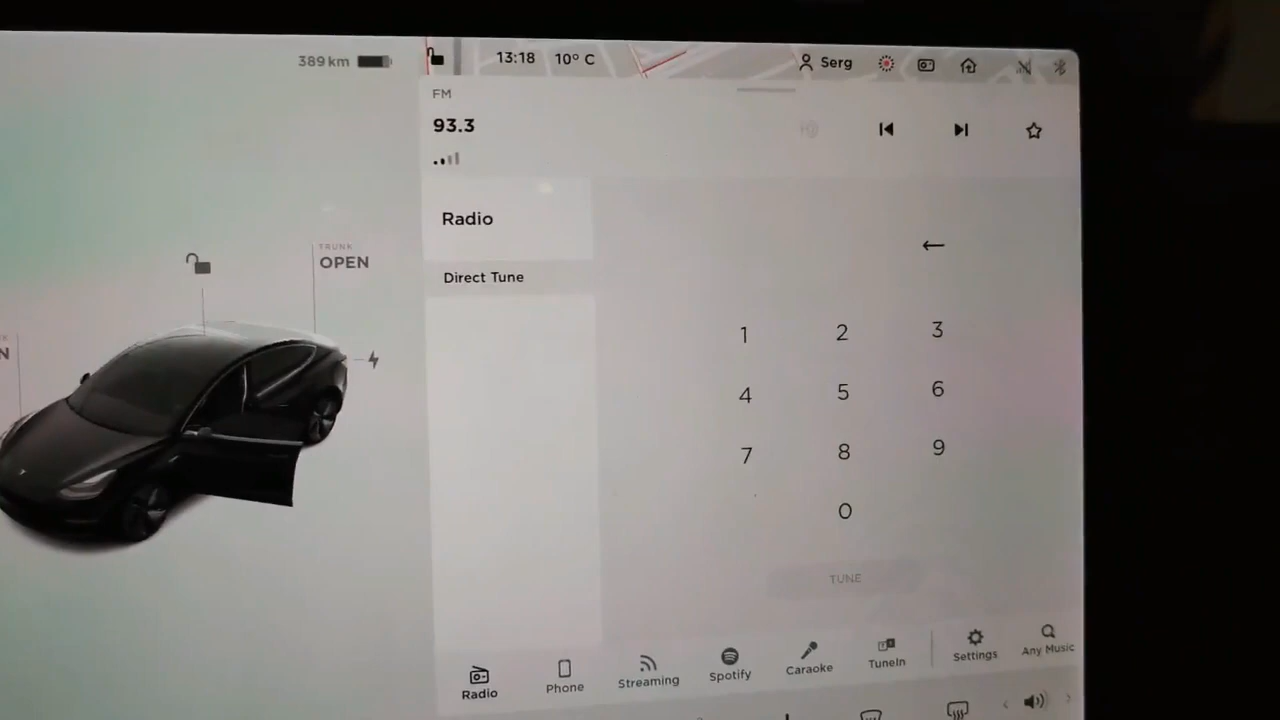 389 km
13:18 10° C
Serg
FM
93.3
Radio
Direct Tune
TRUNK
OPEN
N
1 2 3
4 5 6
7 8 9
0
TUNE
Radio Phone Streaming Spotify Caraoke TuneIn Settings Any Music